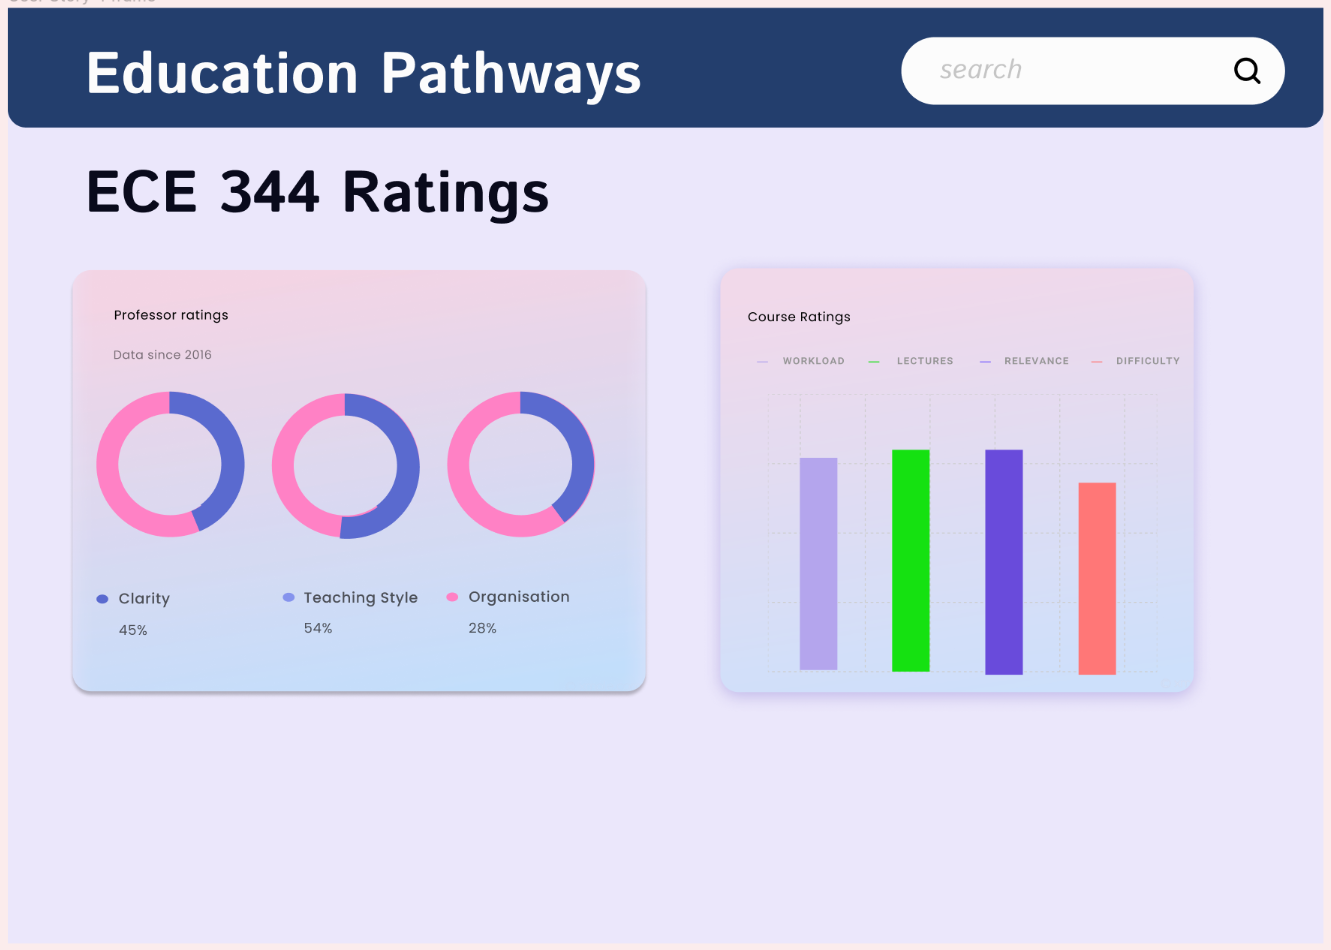 Education Pathways
search
ECE 344 Ratings
Professor ratings
Data since 2016
Clarity
45%
Teaching Style
54%
Organisation
28%
Course Ratings
WORKLOAD LECTURES RELEVANCE DIFFICULTY